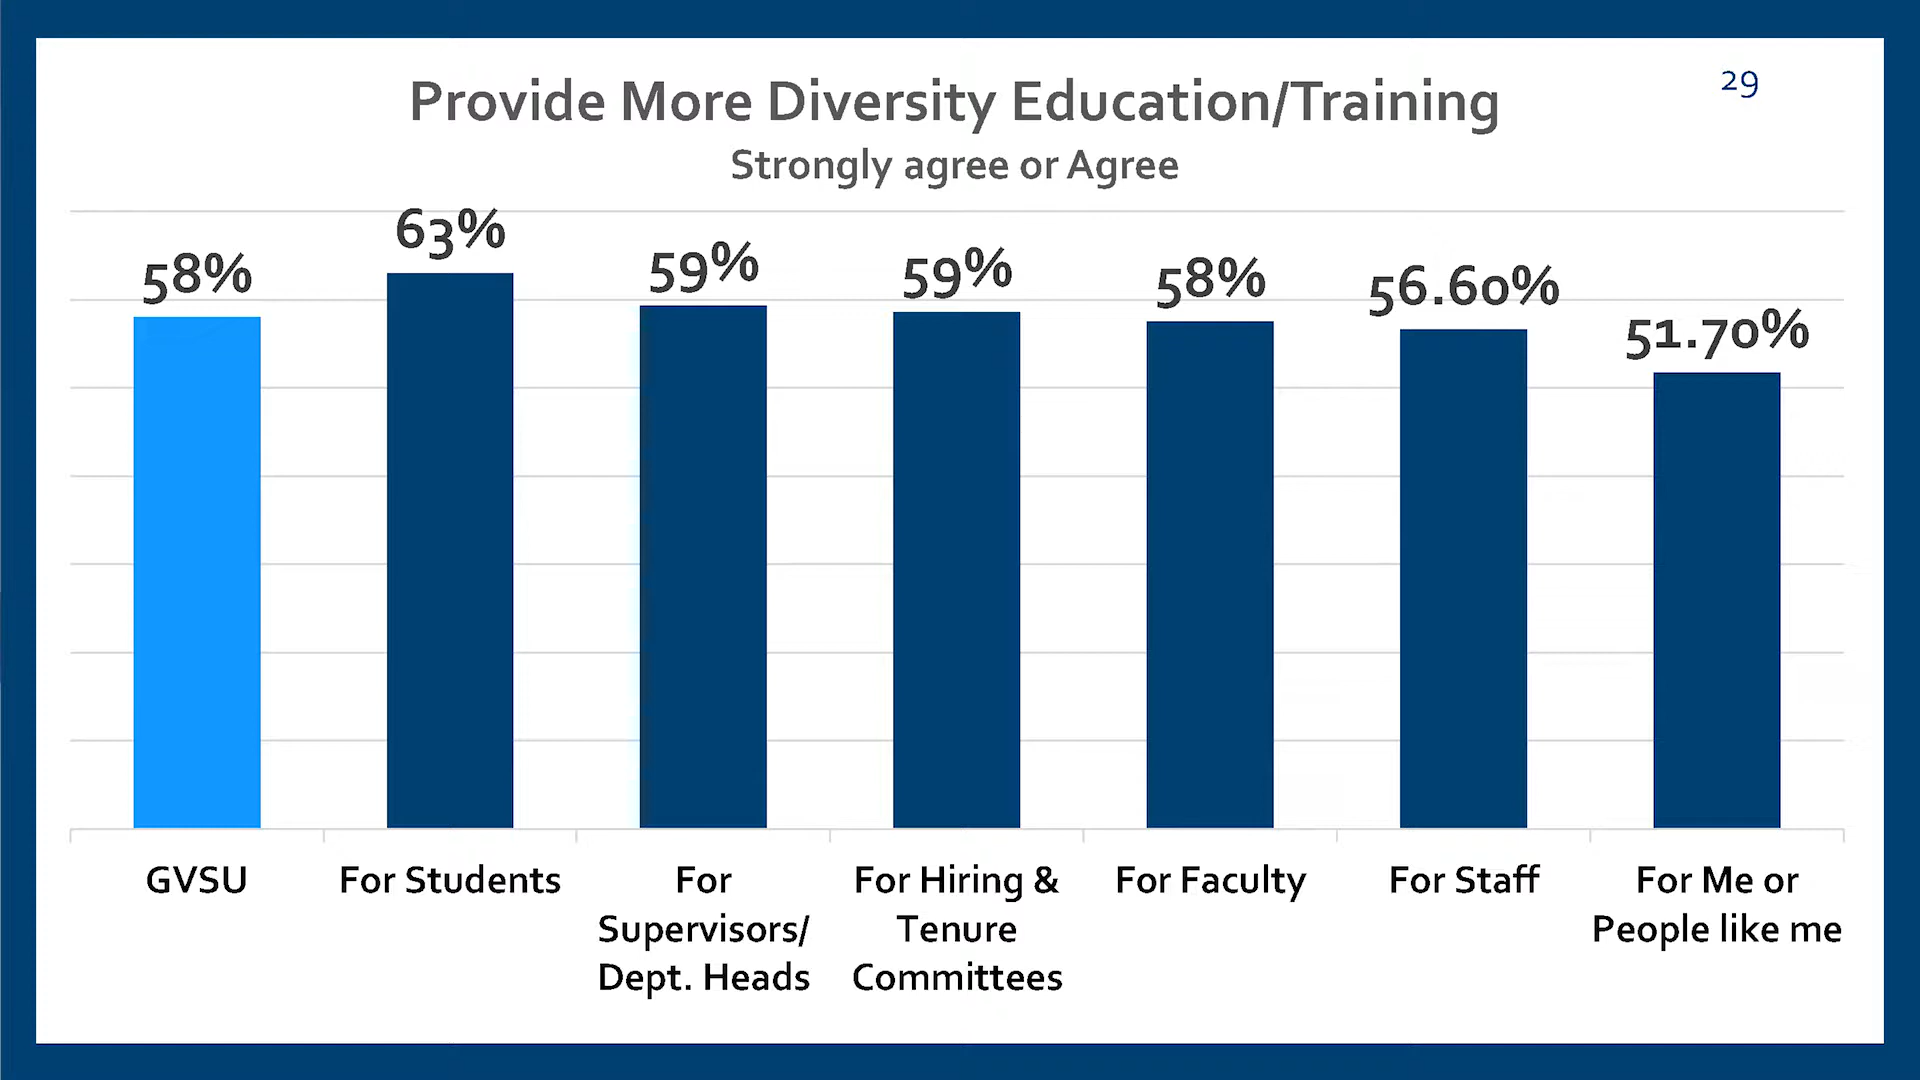 Provide More Diversity Education/Training
29
Strongly agree or Agree
58%
63%
59%
59%
58%
56.60%
51.70%
GVSU
For Students
For
Supervisors/
Dept. Heads
For Hiring &
Tenure
Committees
For Faculty
For Staff
For Me or
People like me